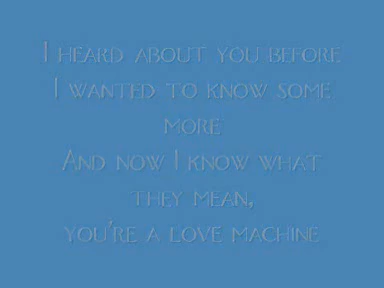 I HEARD ABOUT YOU BEFORE
I WANTED TO KNOW SOME
MORE
AND NOW I KNOW WHAT
THEY MEAN,
YOU'RE A LOVE MACHINE